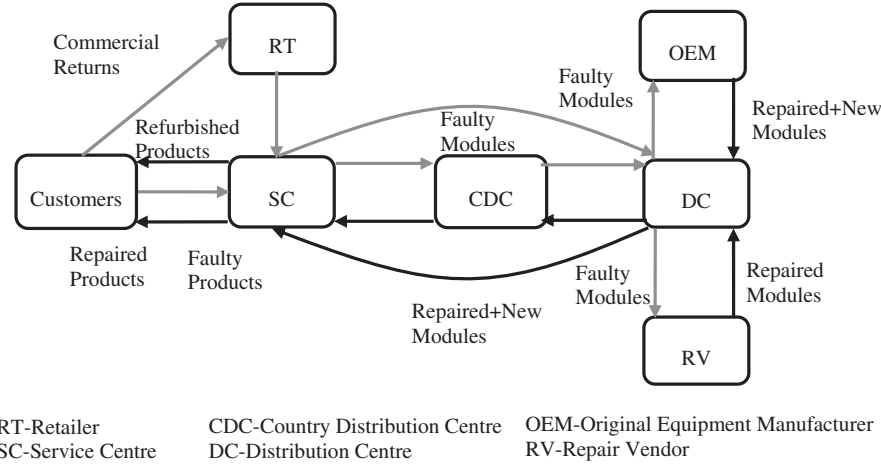 Commercial
Returns
RT
OEM
Faulty
Modules
Repaired+New
Modules
Refurbished
Products
Faulty
Modules
Customers
SC
CDC
DC
Repaired
Products
Faulty
Products
Repaired+New
Modules
Faulty
Modules
Repaired
Modules
RV
RT-Retailer
CDC-Country Distribution Centre
OEM-Original Equipment Manufacturer
SC-Service Centre
DC-Distribution Centre
RV-Repair Vendor